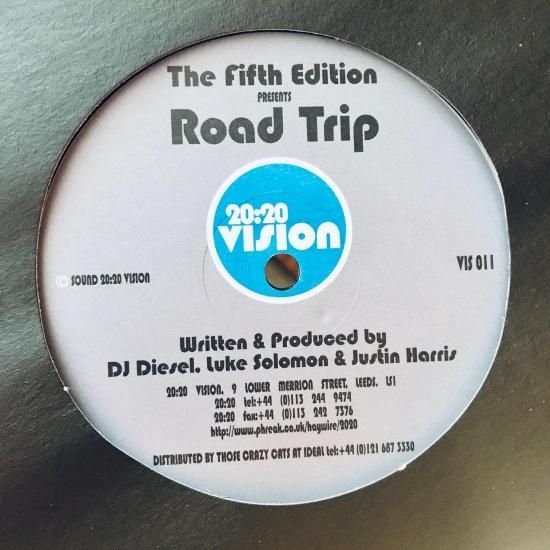 The Fifth Edition
PRESENTS
Road Trip
20:20
vision
© SOUND 20:20 VISION
VIS 011
Written & Produced by
DJ Diesel, Luke Solomon & Justin Harris
20:20 VISION, 9 LOWER MERRION STREET, LEEDS, LS1
20:20 tel:+44 (0)113 244 9474
20:20 fax:+44 (0)113 242 7376
http://www.phreak.co.uk/haywire/2020
DISTRIBUTED BY THOSE CRAZY CATS AT IDEAL tel:+44 (0)121 687 3330